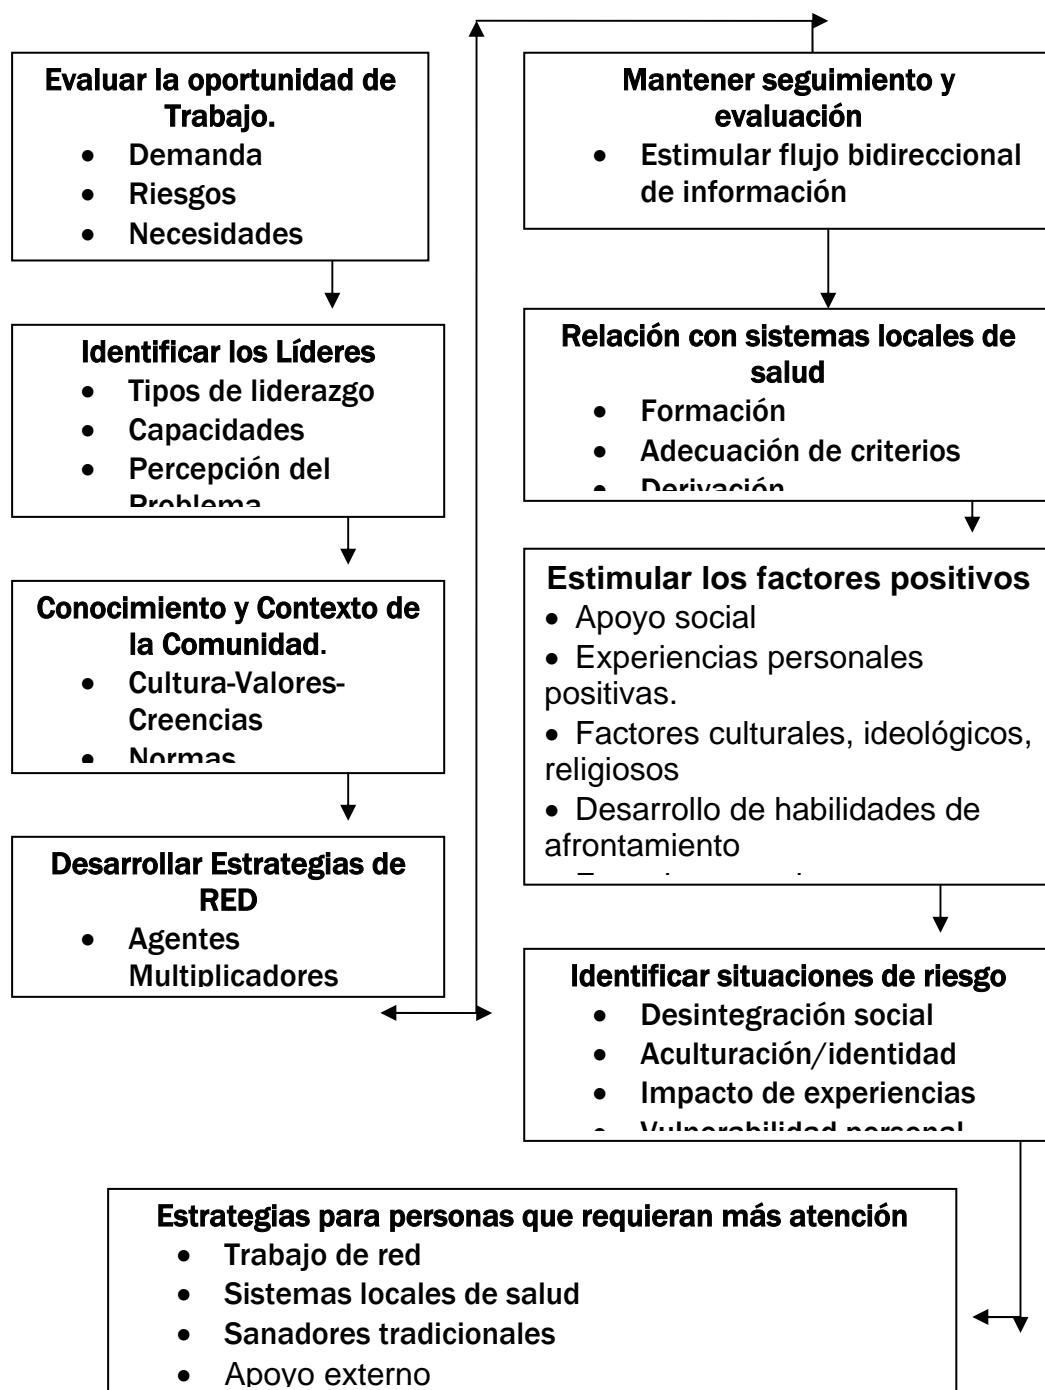 Evaluar la oportunidad de
Trabajo.
• Demanda
• Riesgos
• Necesidades
Identificar los Líderes
• Tipos de liderazgo
• Capacidades
• Percepción del
Problema
Conocimiento y Contexto de
la Comunidad.
• Cultura-Valores-
Creencias
• Normas
Desarrollar Estrategias de
RED
• Agentes
Multiplicadores
Mantener seguimiento y
evaluación
• Estimular flujo bidireccional
de información
Relación con sistemas locales de
salud
• Formación
• Adecuación de criterios
• Derivación
Estimular los factores positivos
• Apoyo social
• Experiencias personales
positivas.
• Factores culturales, ideológicos,
religiosos
• Desarrollo de habilidades de
afrontamiento
Identificar situaciones de riesgo
• Desintegración social
• Aculturación/identidad
• Impacto de experiencias
• Vulnerabilidad personal
Estrategias para personas que requieran más atención
• Trabajo de red
• Sistemas locales de salud
• Sanadores tradicionales
• Apoyo externo